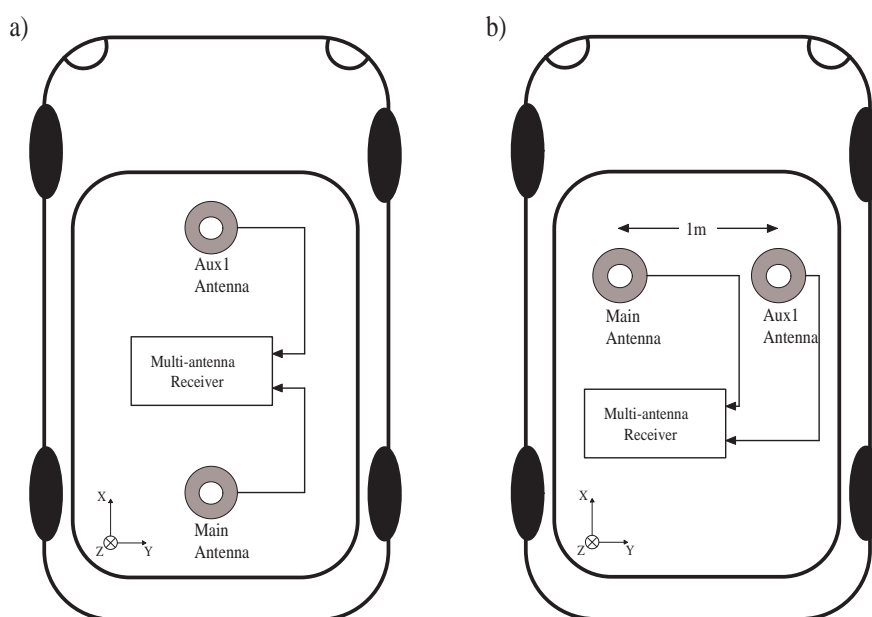 a)
Aux1
Antenna
Multi-antenna
Receiver
Main
Antenna
X
Z
Y
b)
1m
Main
Antenna
Aux1
Antenna
Multi-antenna
Receiver
X
Z
Y